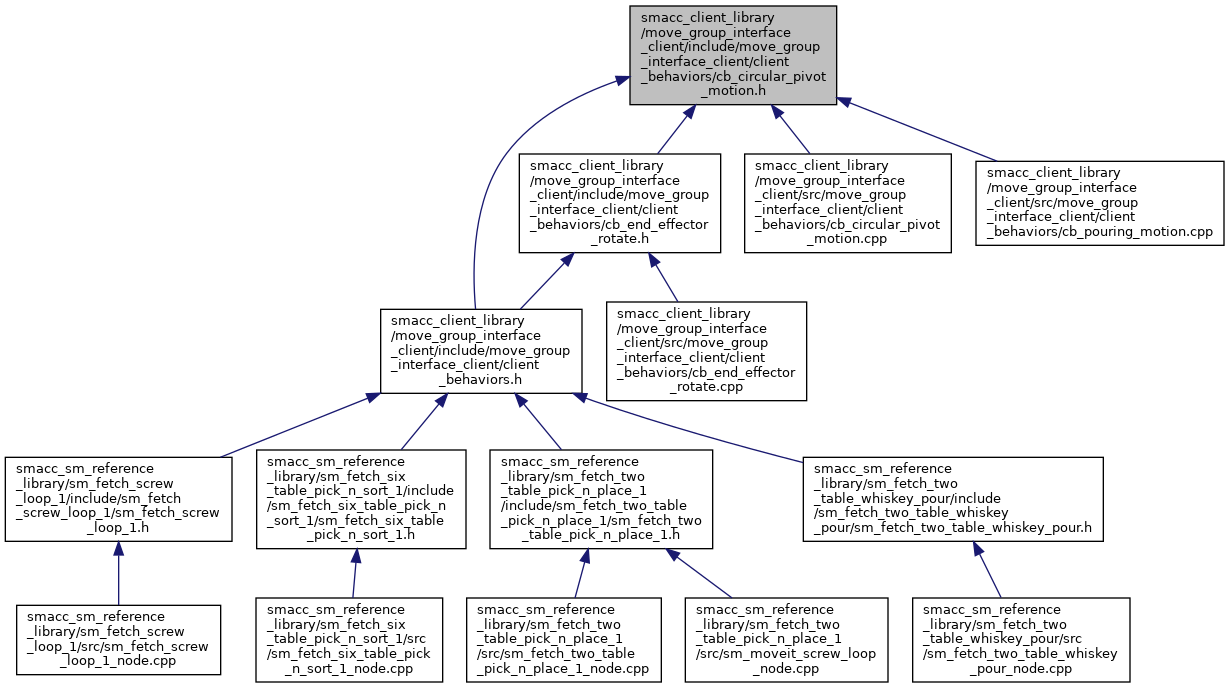 smacc_client_library
/move_group_interface
_client/include/move_group
_interface_client/client
_behaviors/cb_circular_pivot
_motion.h
smacc_client_library
/move_group_interface
_client/include/move_group
_interface_client/client
_behaviors/cb_end_effector
_rotate.h
smacc_client_library
/move_group_interface
_client/src/move_group
_interface_client/client
_behaviors/cb_circular_pivot
_motion.cpp
smacc_client_library
/move_group_interface
_client/src/move_group
_interface_client/client
_behaviors/cb_pouring_motion.cpp
smacc_client_library
/move_group_interface
_client/include/move_group
_interface_client/client
_behaviors.h
smacc_client_library
/move_group_interface
_client/src/move_group
_interface_client/client
_behaviors/cb_end_effector
_rotate.cpp
smacc_sm_reference
_library/sm_fetch_screw
_loop_1/include/sm_fetch
_screw_loop_1/sm_fetch_screw
_loop_1.h
smacc_sm_reference
_library/sm_fetch_six
_table_pick_n_sort_1/include
/sm_fetch_six_table_pick_n
_sort_1/sm_fetch_six_table
_pick_n_sort_1.h
smacc_sm_reference
_library/sm_fetch_two
_table_pick_n_place_1
/include/sm_fetch_two_table
_pick_n_place_1/sm_fetch_two
_table_pick_n_place_1.h
smacc_sm_reference
_library/sm_fetch_two
_table_whiskey_pour/include
/sm_fetch_two_table_whiskey
_pour/sm_fetch_two_table_whiskey_pour.h
smacc_sm_reference
_library/sm_fetch_screw
_loop_1/src/sm_fetch_screw
_loop_1_node.cpp
smacc_sm_reference
_library/sm_fetch_six
_table_pick_n_sort_1/src
/sm_fetch_six_table_pick
_n_sort_1_node.cpp
smacc_sm_reference
_library/sm_fetch_two
_table_pick_n_place_1
/src/sm_fetch_two_table
_pick_n_place_1_node.cpp
smacc_sm_reference
_library/sm_fetch_two
_table_pick_n_place_1
/src/sm_moveit_screw_loop
_node.cpp
smacc_sm_reference
_library/sm_fetch_two
_table_whiskey_pour/src
/sm_fetch_two_table_whiskey
_pour_node.cpp